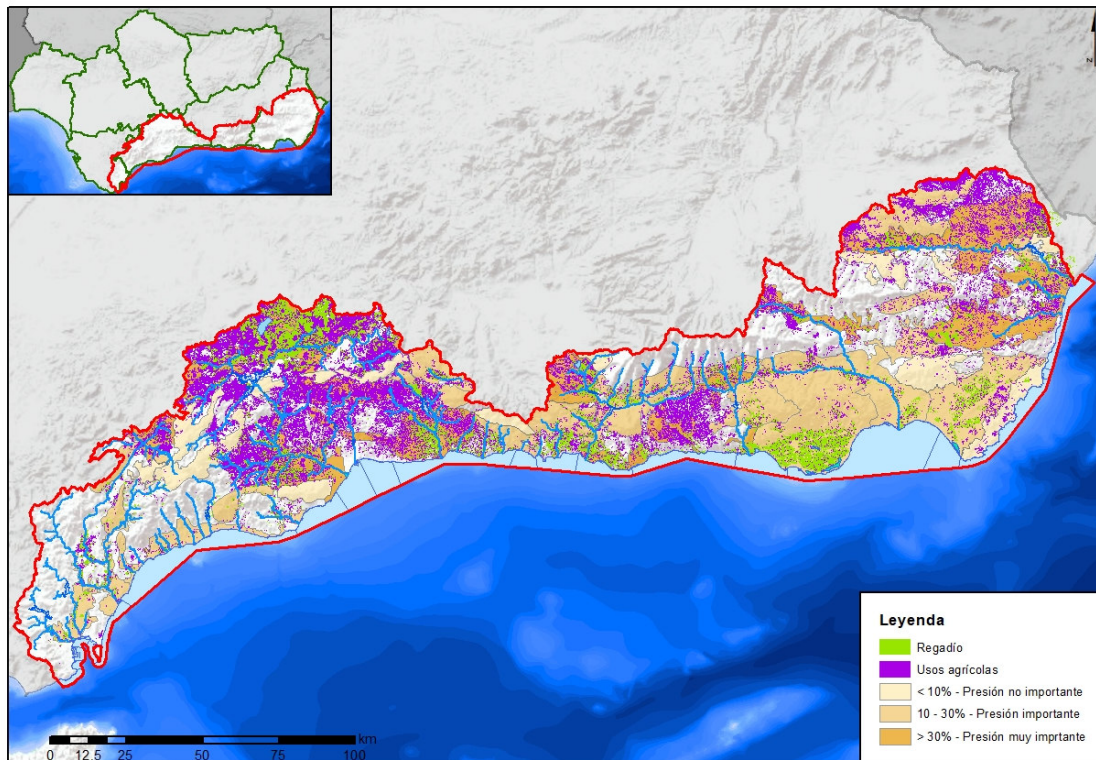 N
Leyenda
Regadío
Usos agrícolas
< 10% - Presión no importante
10 - 30% - Presión importante
> 30% - Presión muy imprtante
km
0 12,5 25 50 75 100